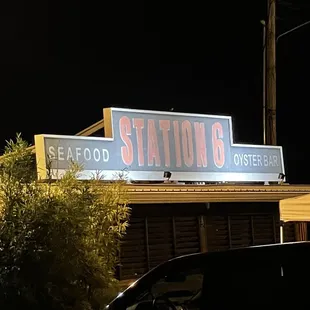 SEAFOOD STATION 6 OYSTER BAR